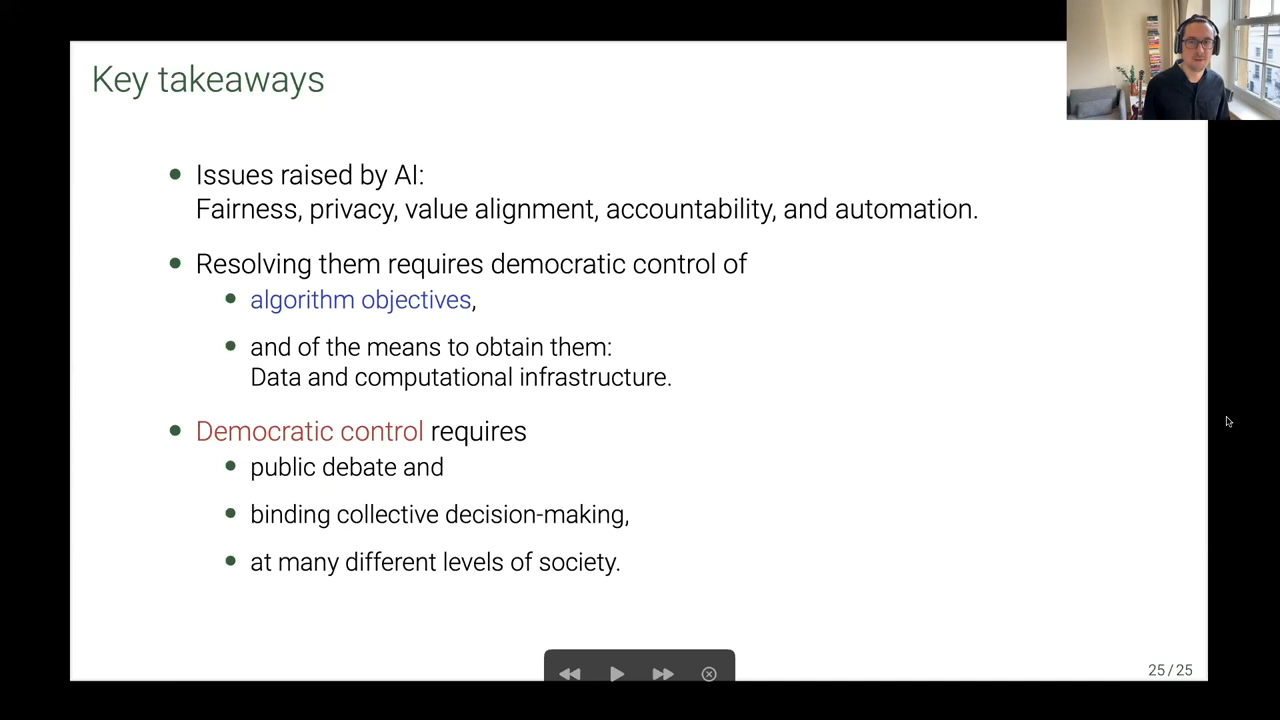 Key takeaways
Issues raised by AI:
Fairness, privacy, value alignment, accountability, and automation.
Resolving them requires democratic control of
algorithm objectives,
and of the means to obtain them:
Data and computational infrastructure.
Democratic control requires
public debate and
binding collective decision-making,
at many different levels of society.
25 / 25